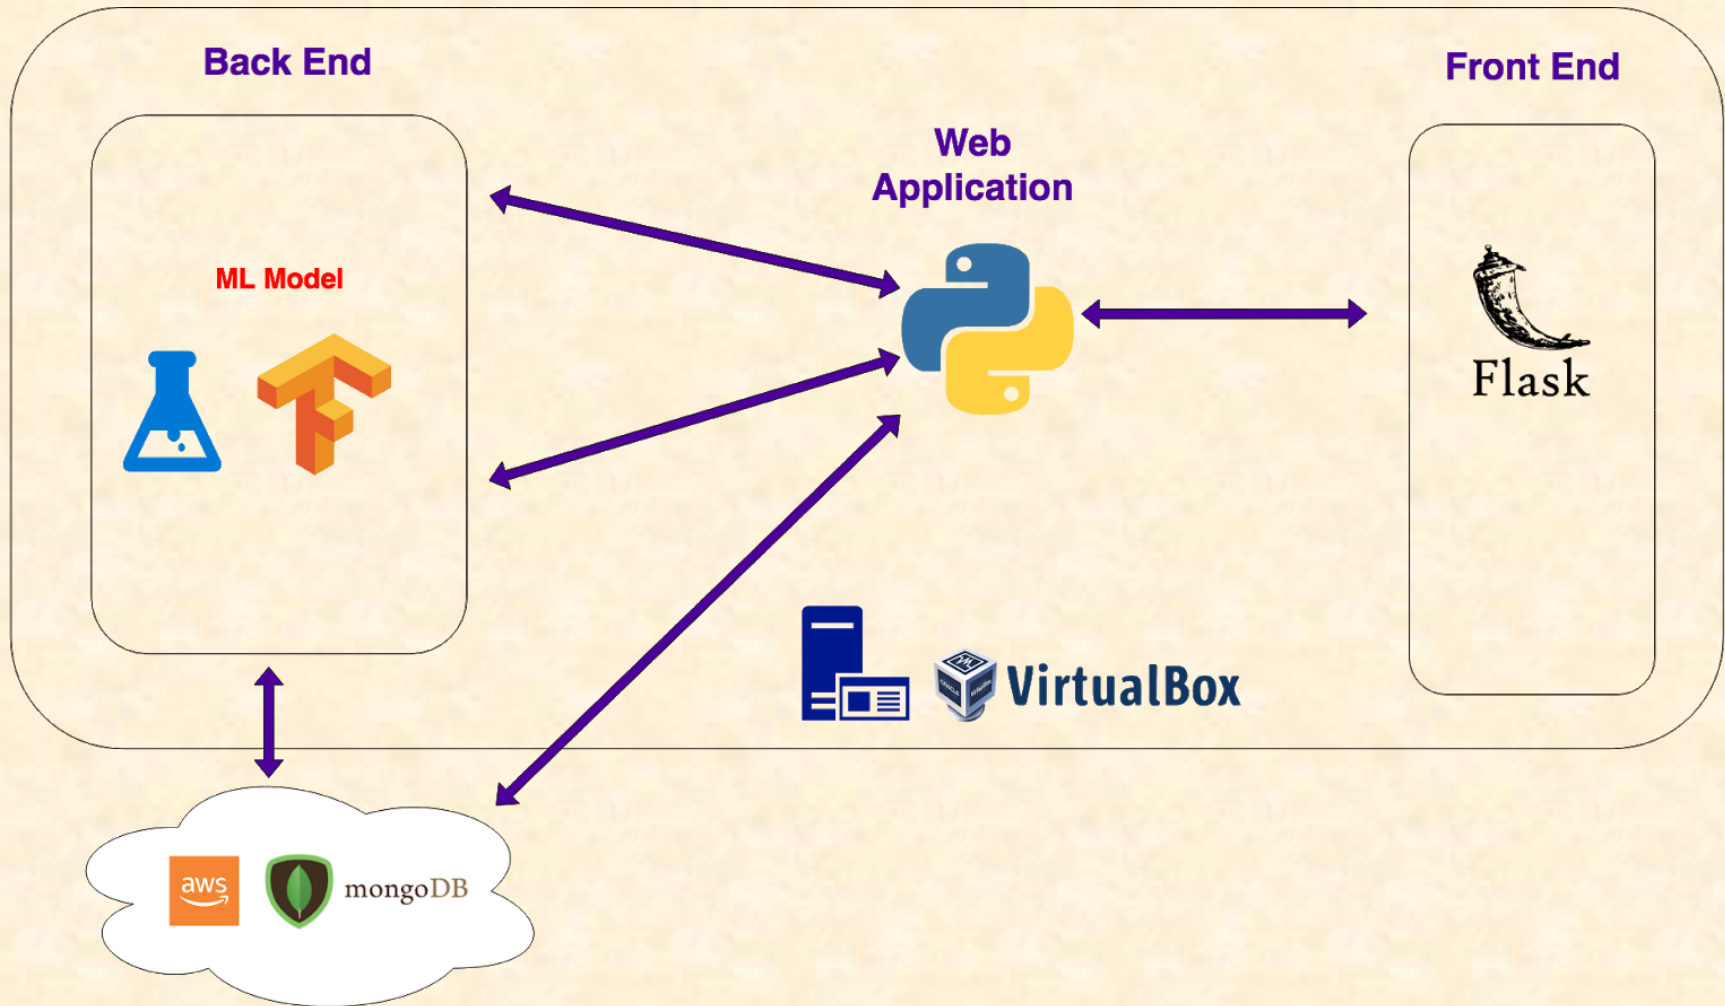 Back End
Front End
Web
Application
ML Model
Flask
VirtualBox
aws
mongoDB